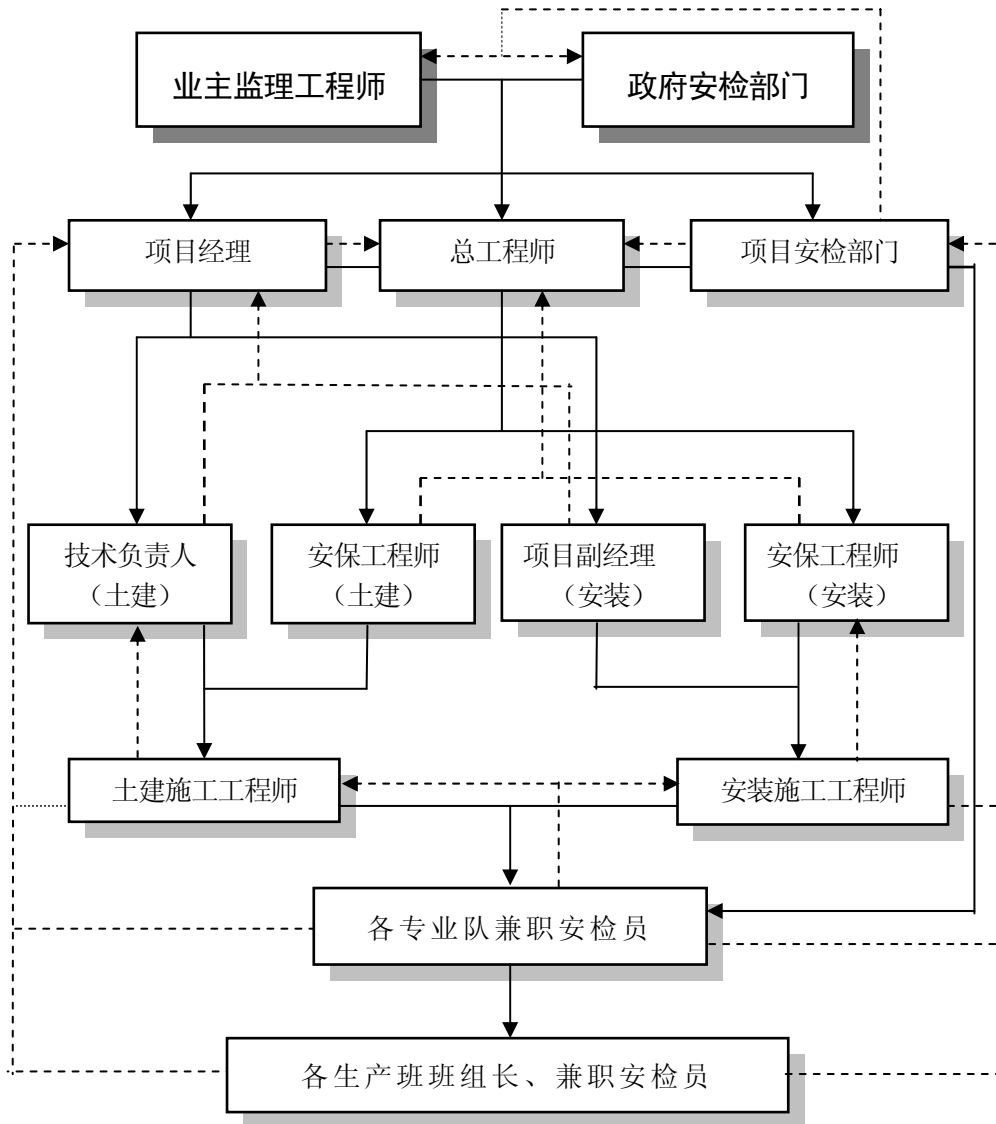 业主监理工程师
政府安检部门
项目经理
总工程师
项目安检部门
技术负责人
（土建）
安保工程师
（土建）
项目副经理
（安装）
安保工程师
（安装）
土建施工工程师
安装施工工程师
各专业队兼职安检员
各生产班班组长、兼职安检员